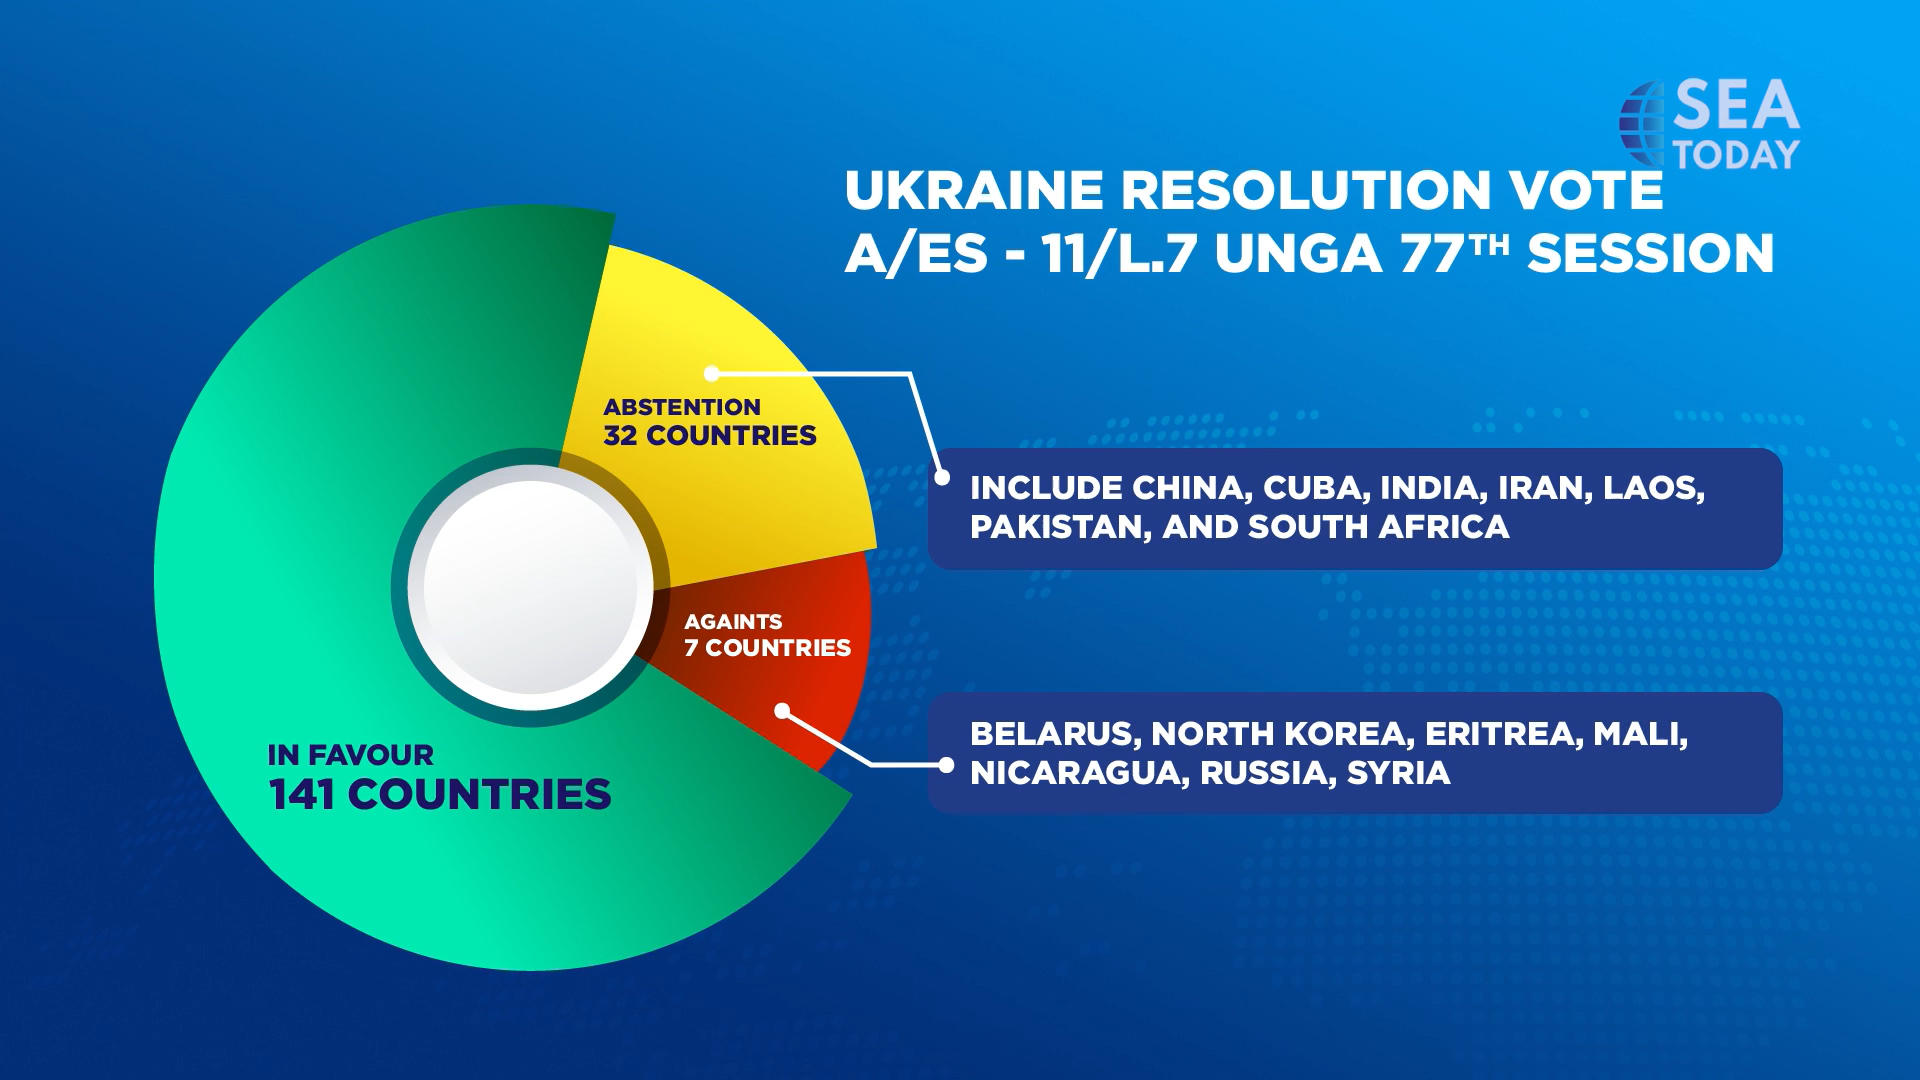 SEA
TODAY
UKRAINE RESOLUTION VOTE
A/ES - 11/L.7 UNGA 77TH SESSION
ABSTENTION
32 COUNTRIES
INCLUDE CHINA, CUBA, INDIA, IRAN, LAOS,
PAKISTAN, AND SOUTH AFRICA
AGAINTS
7 COUNTRIES
BELARUS, NORTH KOREA, ERITREA, MALI,
NICARAGUA, RUSSIA, SYRIA
IN FAVOUR
141 COUNTRIES